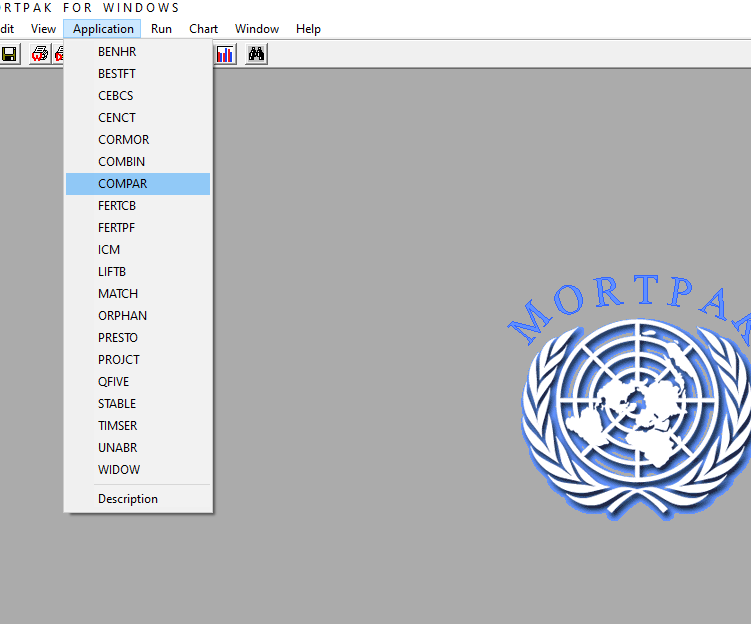 ORTPAK FOR WINDOWS
dit View Application Run Chart Window Help
BENHR
BESTFT
CEBCS
CENCT
CORMOR
COMBIN
COMPAR
FERTCB
FERTPF
ICM
LIFTB
MATCH
ORPHAN
PRESTO
PROJCT
QFIVE
STABLE
TIMSER
UNABR
WIDOW
Description
MORTPAK